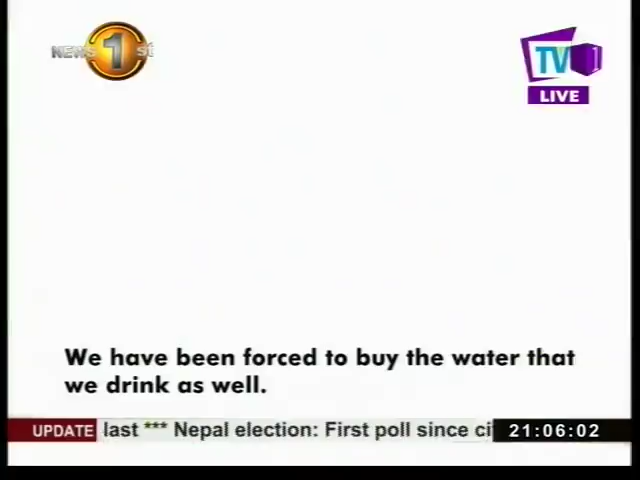 NEWS 1st
TV 1
LIVE
We have been forced to buy the water that
we drink as well.
UPDATE last *** Nepal election: First poll since ci 21:06:02